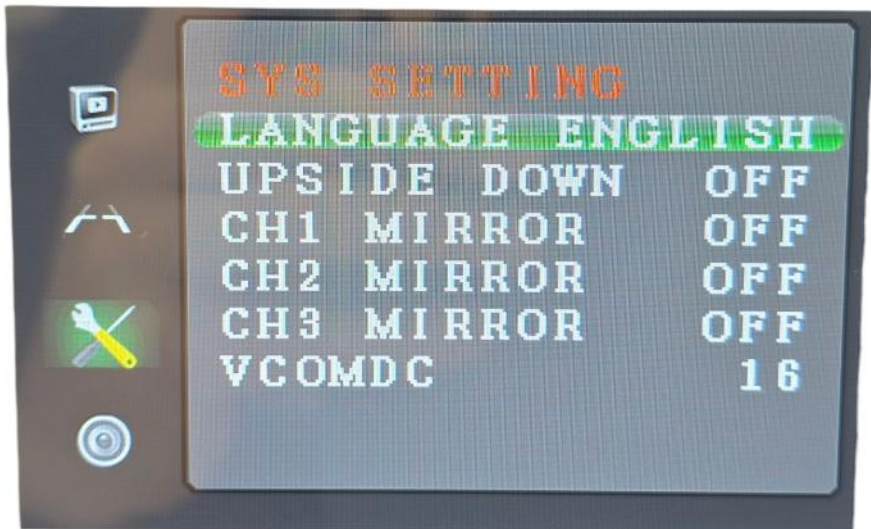 SYS SETTING
LANGUAGE ENGLISH
UPSIDE DOWN OFF
CH1 MIRROR OFF
CH2 MIRROR OFF
CH3 MIRROR OFF
VCOMDC 16